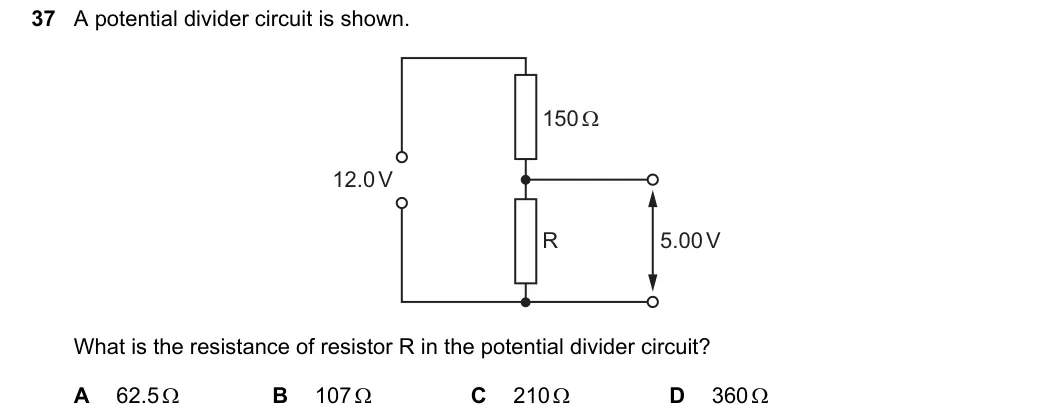 37 A potential divider circuit is shown.
150 Ω
12.0 V
R
5.00 V
What is the resistance of resistor R in the potential divider circuit?
A 62.5 Ω B 107 Ω C 210 Ω D 360 Ω